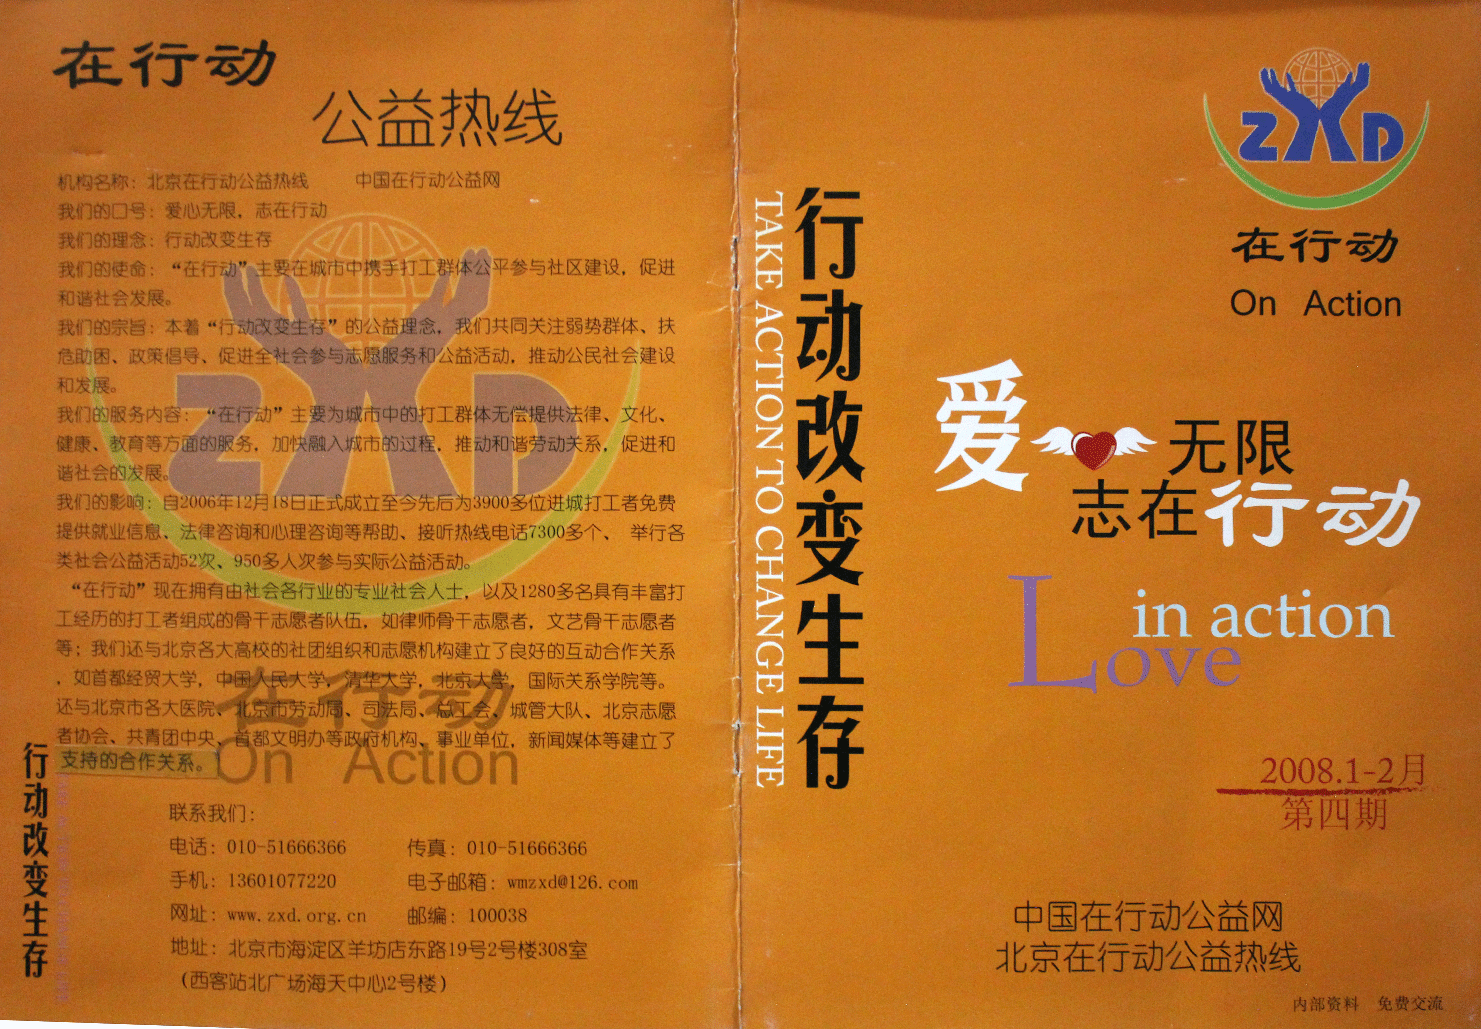 在行动
公益热线
机构名称：北京在行动公益热线　　中国在行动公益网
我们的口号：爱心无限，志在行动
我们的理念：行动改变生存
我们的使命：“在行动”主要在城市中携手打工群体公平参与社区建设，促进
和谐社会发展。
我们的宗旨：本着“行动改变生存”的公益理念，我们共同关注弱势群体、扶
危助困、政策倡导、促进全社会参与志愿服务和公益活动，推动公民社会建设
和发展。
我们的服务内容：“在行动”主要为城市中的打工群体无偿提供法律、文化、
健康、教育等方面的服务，加快融入城市的过程，推动和谐劳动关系，促进和
谐社会的发展。
我们的影响：自2006年12月18日正式成立至今先后为3900多位进城打工者免费
提供就业信息、法律咨询和心理咨询等帮助、接听热线电话7300多个、 举行各
类社会公益活动52次、950多人次参与实际公益活动。
“在行动”现在拥有由社会各行业的专业社会人士，以及1280多名具有丰富打
工经历的打工者组成的骨干志愿者队伍，如律师骨干志愿者，文艺骨干志愿者
等；我们还与北京各大高校的社团组织和志愿机构建立了良好的互动合作关系
，如首都经贸大学，中国人民大学，清华大学，北京大学，国际关系学院等。
还与北京市各大医院、北京市劳动局、司法局、总工会、城管大队、北京志愿
者协会、共青团中央、首都文明办等政府机构、事业单位，新闻媒体等建立了
支持的合作关系。
ZXD
在行动
On Action
联系我们：
电话：010-51666366　　传真：010-51666366
手机：13601077220　　电子邮箱：wmzxd@126.com
网址：www.zxd.org.cn　　邮编：100038
地址：北京市海淀区羊坊店东路19号2号楼308室
（西客站北广场海天中心2号楼）
行动改变生存
TAKE ACTION TO CHANGE LIFE
行动改变生存
ZXD
在行动
On Action
爱 无限
志在行动
Love in action
2008.1-2月
第四期
中国在行动公益网
北京在行动公益热线
内部资料　免费交流